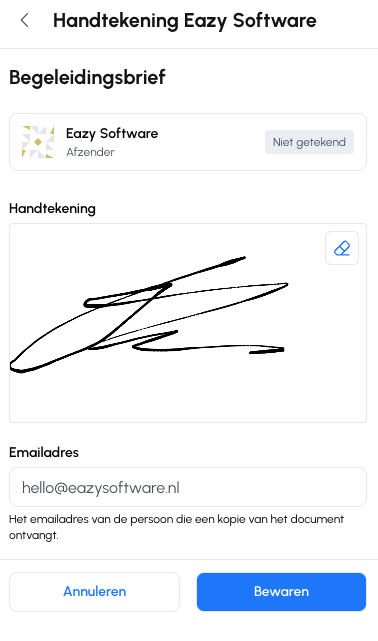 Handtekening Eazy Software
Begeleidingsbrief
Eazy Software
Afzender
Niet getekend
Handtekening
Emailadres
hello@eazysoftware.nl
Het emailadres van de persoon die een kopie van het document
ontvangt.
Annuleren
Bewaren